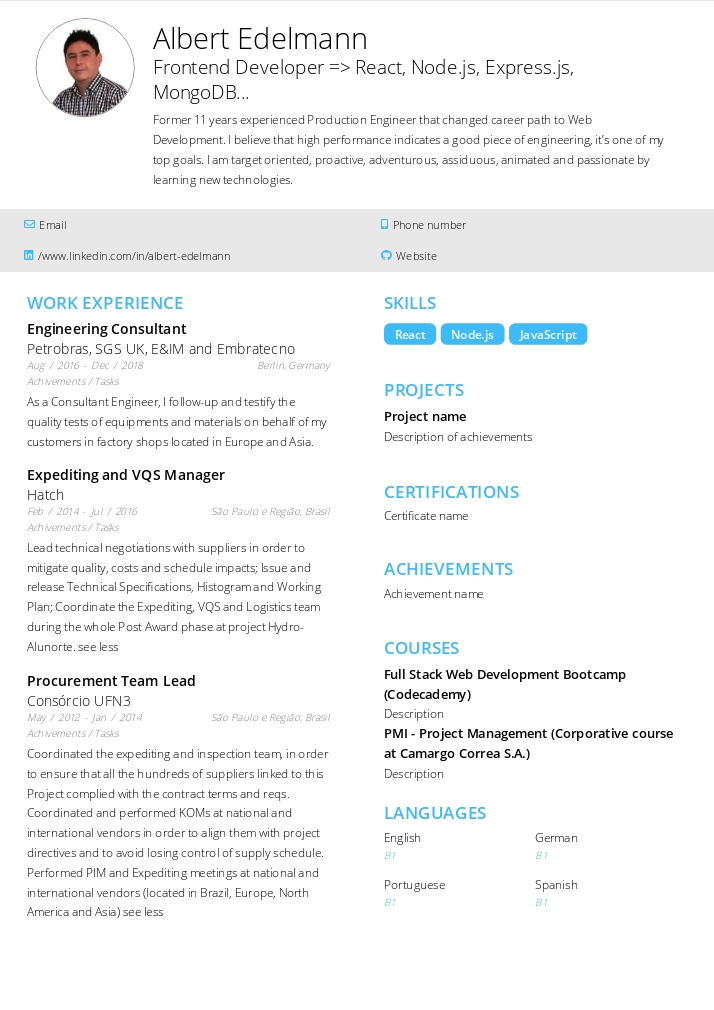 Albert Edelmann
Frontend Developer => React, Node.js, Express.js,
MongoDB...
Former 11 years experienced Production Engineer that changed career path to Web
Development. I believe that high performance indicates a good piece of engineering, it’s one of my
top goals. I am target oriented, proactive, adventurous, assiduous, animated and passionate by
learning new technologies.
Email
Phone number
/www.linkedin.com/in/albert-edelmann
Website
WORK EXPERIENCE
Engineering Consultant
Petrobras, SGS UK, E&IM and Embratecno
Aug / 2016 - Dec / 2018 Berlin, Germany
Achivements / Tasks
As a Consultant Engineer, I follow-up and testify the
quality tests of equipments and materials on behalf of my
customers in factory shops located in Europe and Asia.
Expediting and VQS Manager
Hatch
Feb / 2014 - Jul / 2016 São Paulo e Região, Brasil
Achivements / Tasks
Lead technical negotiations with suppliers in order to
mitigate quality, costs and schedule impacts; Issue and
release Technical Specifications, Histogram and Working
Plan; Coordinate the Expediting, VQS and Logistics team
during the whole Post Award phase at project Hydro-
Alunorte. see less
Procurement Team Lead
Consórcio UFN3
May / 2012 - Jan / 2014 São Paulo e Região, Brasil
Achivements / Tasks
Coordinated the expediting and inspection team, in order
to ensure that all the hundreds of suppliers linked to this
Project complied with the contract terms and reqs.
Coordinated and performed KOMs at national and
international vendors in order to align them with project
directives and to avoid losing control of supply schedule.
Performed PIM and Expediting meetings at national and
international vendors (located in Brazil, Europe, North
America and Asia) see less
SKILLS
React Node.js JavaScript
PROJECTS
Project name
Description of achievements
CERTIFICATIONS
Certificate name
ACHIEVEMENTS
Achievement name
COURSES
Full Stack Web Development Bootcamp
(Codecademy)
Description
PMI - Project Management (Corporative course
at Camargo Correa S.A.)
Description
LANGUAGES
English German
B1 B1
Portuguese Spanish
B1 B1